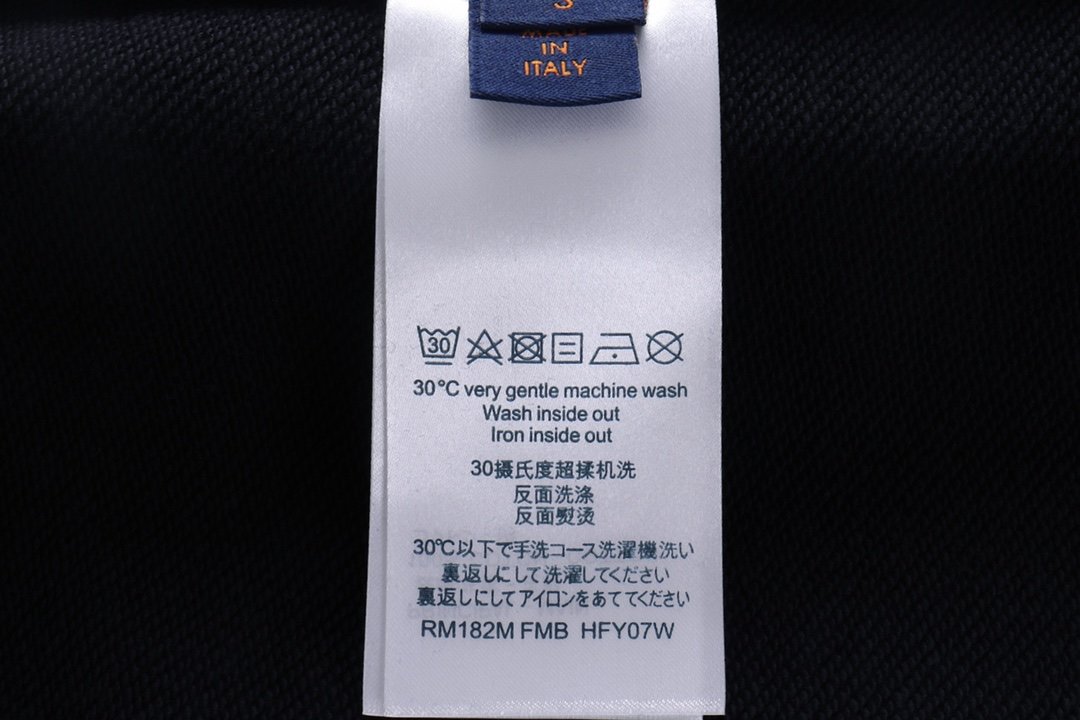 IN
ITALY
30
30°C very gentle machine wash
Wash inside out
Iron inside out
30摄氏度超揉机洗
反面洗涤
反面熨烫
30℃以下で手洗コース洗濯機洗い
裏返しにして洗濯してください
裏返しにしてアイロンをあててください
RM182M FMB HFY07W